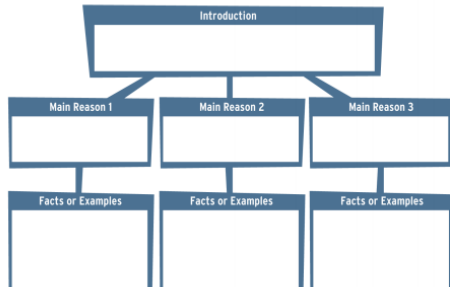 Introduction
Main Reason 1
Main Reason 2
Main Reason 3
Facts or Examples
Facts or Examples
Facts or Examples